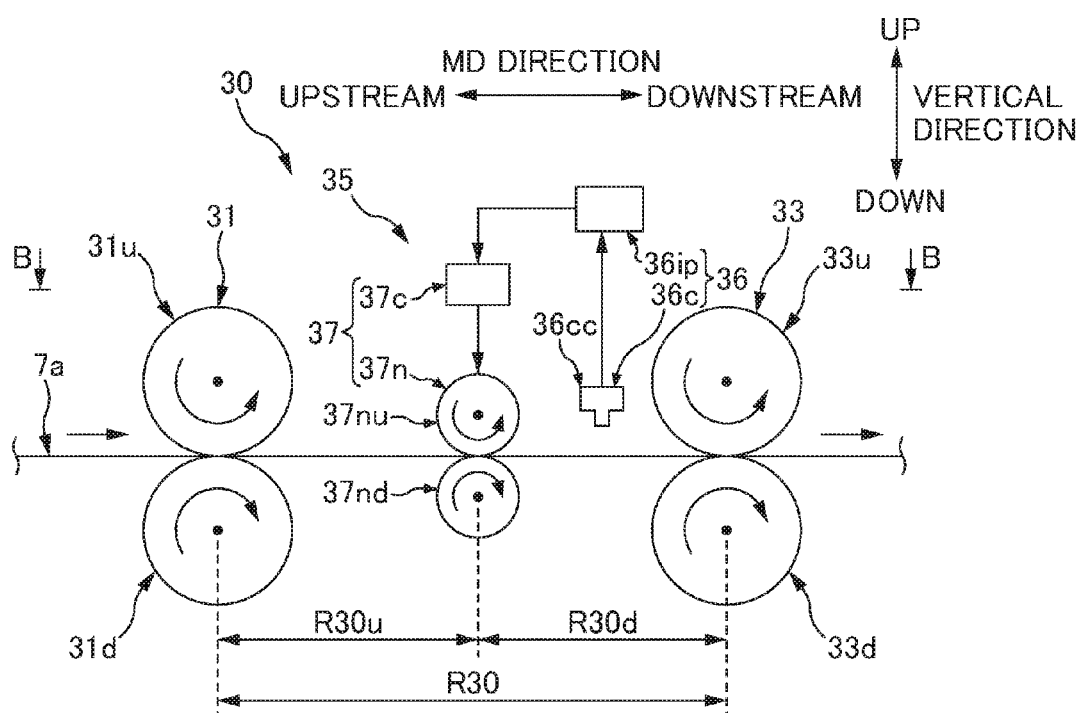 UP
MD DIRECTION
30
UPSTREAM
DOWNSTREAM
VERTICAL
DIRECTION
35
DOWN
31
33
31u
36ip
36
33u
B
B
37c
36c
37
36cc
7a
37n
37nu
37nd
R30u
R30d
31d
33d
R30